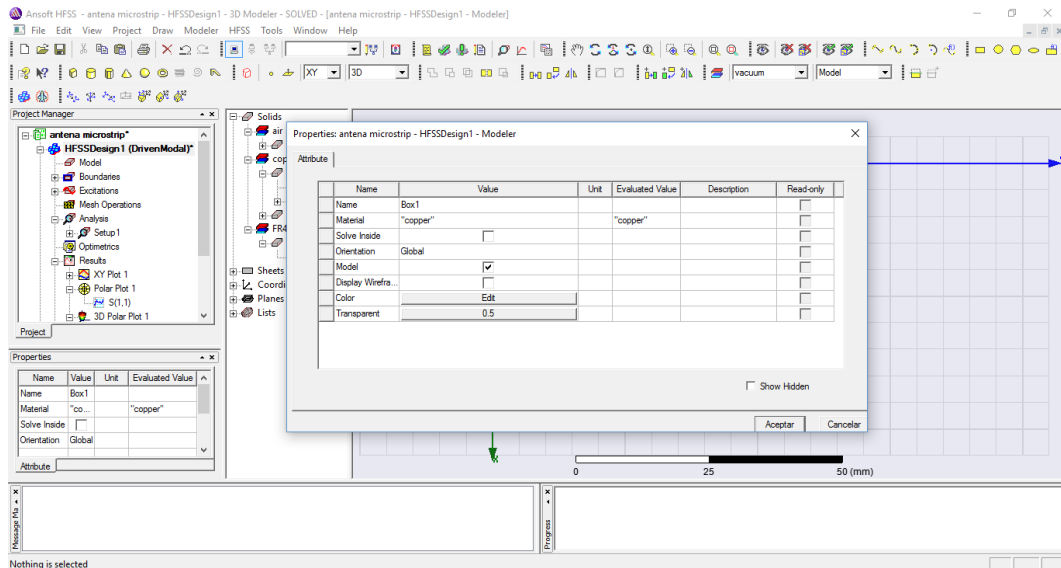 Ansoft HFSS - antena microstrip - HFSSDesign1 - 3D Modeler - SOLVED - [antena microstrip - HFSSDesign1 - Modeler]
File Edit View Project Draw Modeler HFSS Tools Window Help
XY 3D vacuum Model
Project Manager
antena microstrip*
HFSSDesign1 (DrivenModal)*
Model
Boundaries
Excitations
Mesh Operations
Analysis
Setup1
Optimetrics
Results
XY Plot 1
Polar Plot 1
S(1,1)
3D Polar Plot 1
Project
Solids
air
cop
FR4
Sheets
Coordi
Planes
Lists
Properties: antena microstrip - HFSSDesign1 - Modeler
Attribute
Name Value Unit Evaluated Value Description Read-only
Name Box1
Material "copper" "copper"
Solve Inside
Orientation Global
Model
Display Wirefra...
Color Edit
Transparent 0.5
Show Hidden
Aceptar Cancelar
Properties
Name Value Unit Evaluated Value
Name Box1
Material "co... "copper"
Solve Inside
Orientation Global
Attribute
0 25 50 (mm)
Message Ma
Progress
Nothing is selected